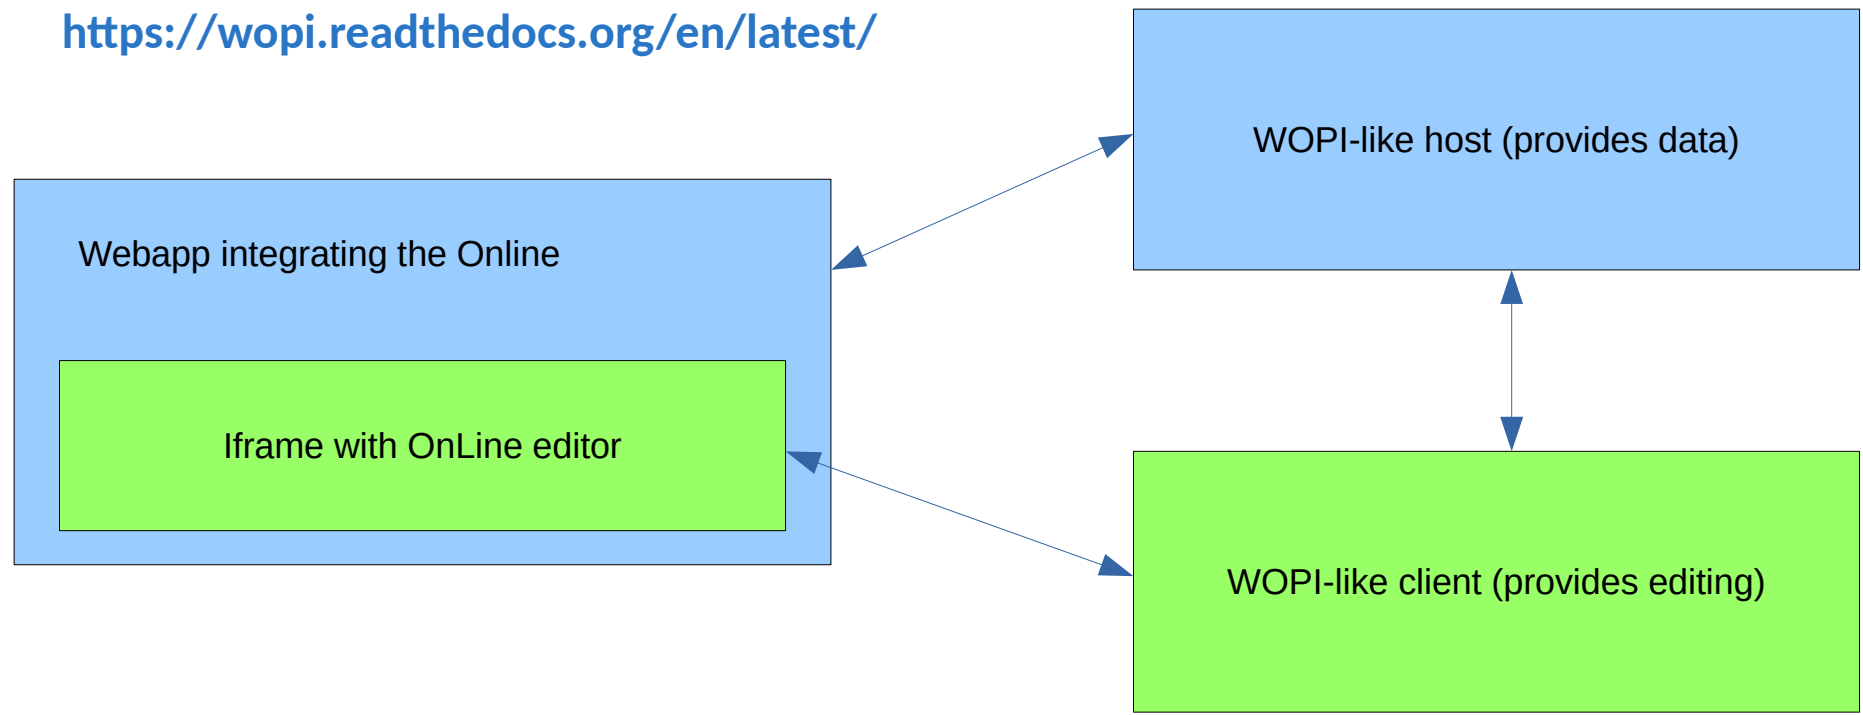 https://wopi.readthedocs.org/en/latest/
WOPI-like host (provides data)
Webapp integrating the Online
Iframe with OnLine editor
WOPI-like client (provides editing)